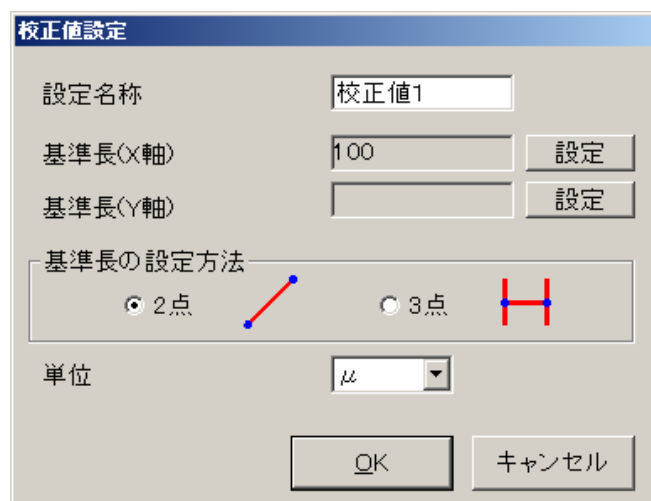 校正値設定
設定名称 校正値1
基準長(X軸) 100 設定
基準長(Y軸) 設定
基準長の設定方法
2点 3点
単位 μ
OK キャンセル